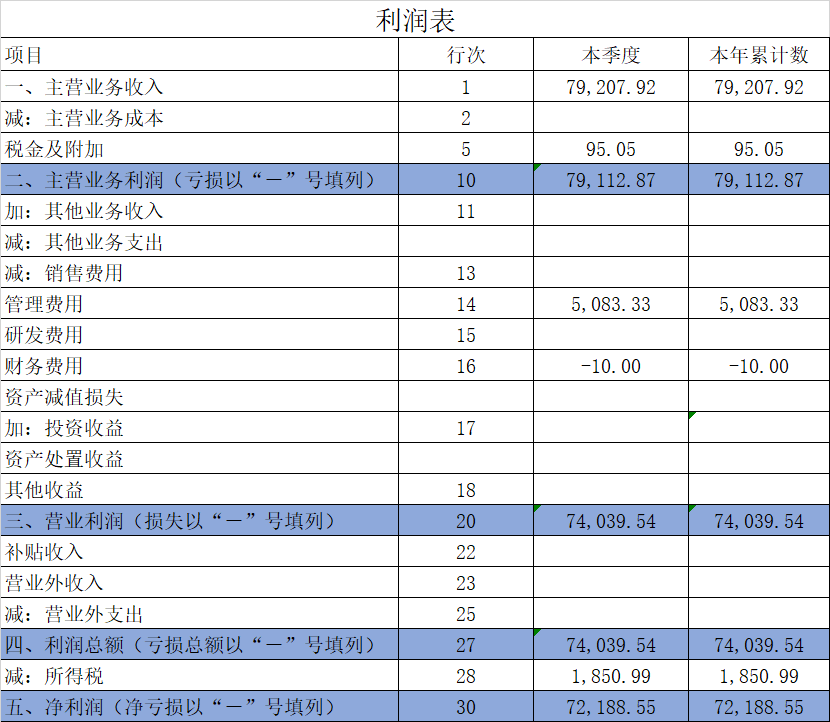 利润表
项目 行次 本季度 本年累计数
一、主营业务收入 1 79,207.92 79,207.92
减：主营业务成本 2
税金及附加 5 95.05 95.05
二、主营业务利润（亏损以“－”号填列） 10 79,112.87 79,112.87
加：其他业务收入 11
减：其他业务支出
减：销售费用 13
管理费用 14 5,083.33 5,083.33
研发费用 15
财务费用 16 -10.00 -10.00
资产减值损失
加：投资收益 17
资产处置收益
其他收益 18
三、营业利润（损失以“－”号填列） 20 74,039.54 74,039.54
补贴收入 22
营业外收入 23
减：营业外支出 25
四、利润总额（亏损总额以“－”号填列） 27 74,039.54 74,039.54
减：所得税 28 1,850.99 1,850.99
五、净利润（净亏损以“－”号填列） 30 72,188.55 72,188.55